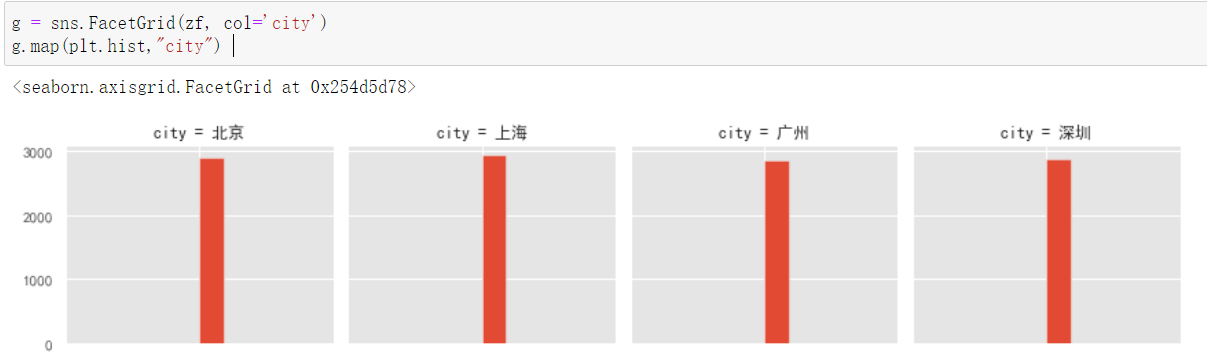 g = sns.FacetGrid(zf, col='city')
g.map(plt.hist,"city")
<seaborn.axisgrid.FacetGrid at 0x254d5d78>
city = 北京
city = 上海
city = 广州
city = 深圳
3000
2000
1000
0